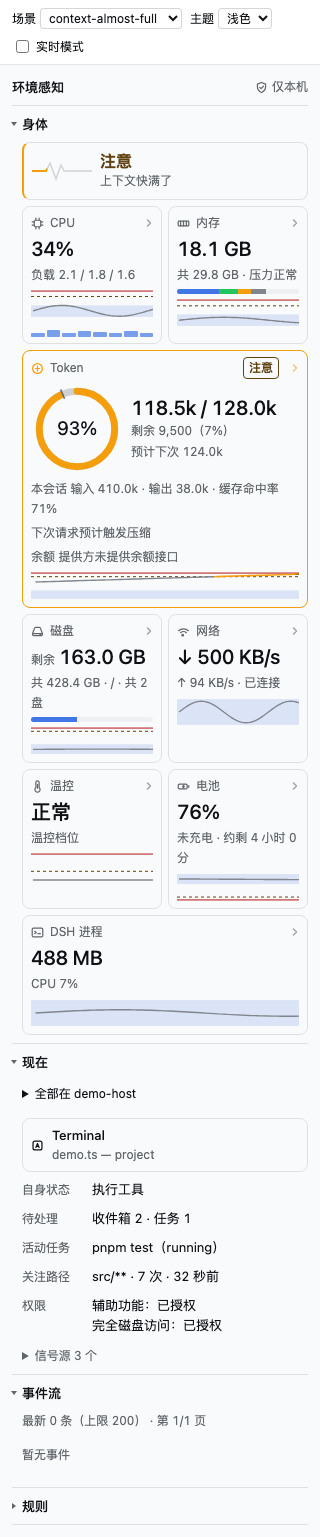 场景 context-almost-full 主题 浅色
实时模式
环境感知 仅本机
身体
注意
上下文快满了
CPU
34%
负载 2.1 / 1.8 / 1.6
内存
18.1 GB
共 29.8 GB · 压力正常
Token 注意
93%
118.5k / 128.0k
剩余 9,500（7%）
预计下次 124.0k
本会话 输入 410.0k · 输出 38.0k · 缓存命中率
71%
下次请求预计触发压缩
余额 提供方未提供余额接口
磁盘
剩余 163.0 GB
共 428.4 GB · / · 共 2
盘
网络
↓ 500 KB/s
↑ 94 KB/s · 已连接
温控
正常
温控档位
电池
76%
未充电 · 约剩 4 小时 0
分
DSH 进程
488 MB
CPU 7%
现在
全部在 demo-host
Terminal
demo.ts — project
自身状态 执行工具
待处理 收件箱 2 · 任务 1
活动任务 pnpm test（running）
关注路径 src/** · 7 次 · 32 秒前
权限 辅助功能：已授权
完全磁盘访问：已授权
信号源 3 个
事件流
最新 0 条（上限 200） · 第 1/1 页
暂无事件
规则